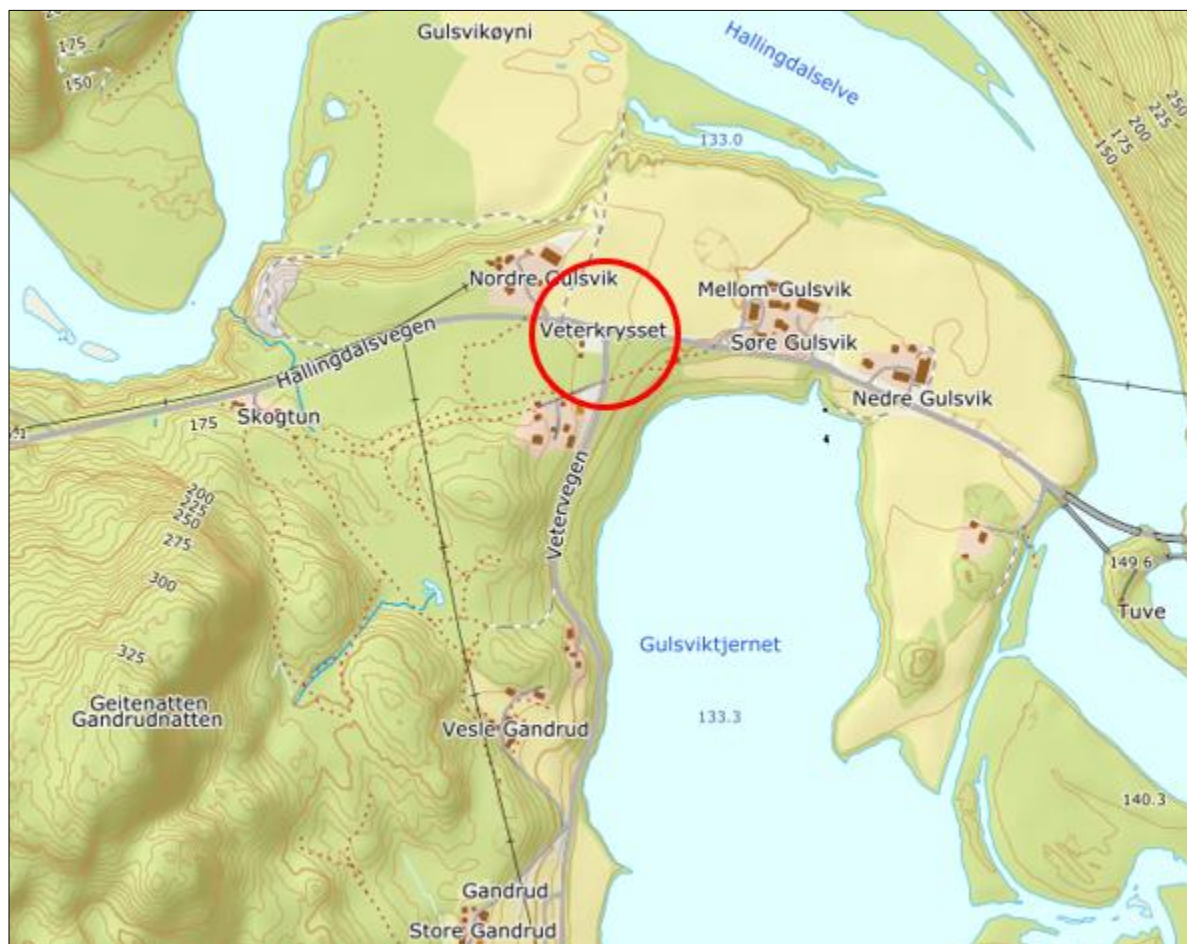 Gulsvikøyni
Hallingdalselve
175
150
133.0
250
225
200
175
150
Nordre Gulsvik
Mellom Gulsvik
Veterkrysset
Søre Gulsvik
Hallingdalsvegen
Nedre Gulsvik
Skogtun
175
Vetervegen
200
225
250
275
300
149.6
Tuve
325
Gulsviktjernet
Geitenatten
Gandrudnatten
Vesle Gandrud
133.3
140.3
Gandrud
Store Gandrud